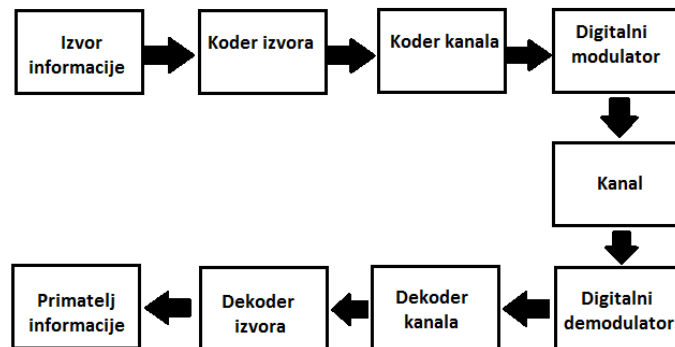 Izvor
informacije
Koder izvora
Koder kanala
Digitalni
modulator
Kanal
Primatelj
informacije
Dekoder
izvora
Dekoder
kanala
Digitalni
demodulator